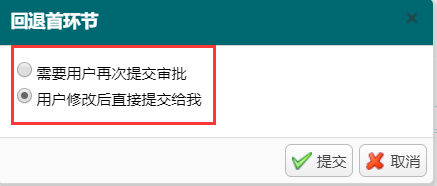 回退首环节
需要用户再次提交审批
用户修改后直接提交给我
提交 取消